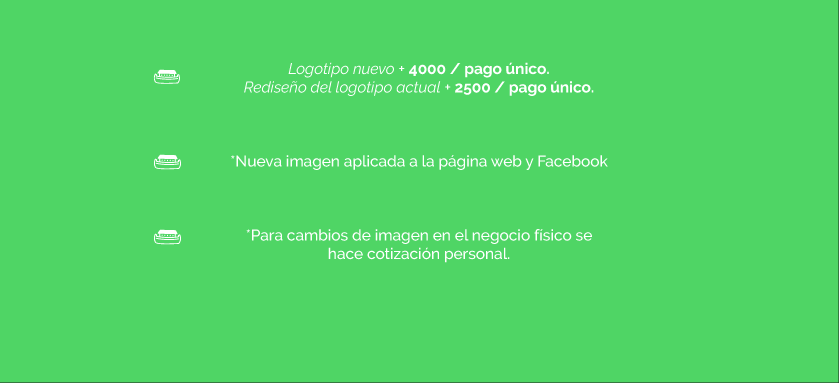 Logotipo nuevo + 4000 / pago único.
Rediseño del logotipo actual + 2500 / pago único.
*Nueva imagen aplicada a la página web y Facebook
*Para cambios de imagen en el negocio físico se
hace cotización personal.